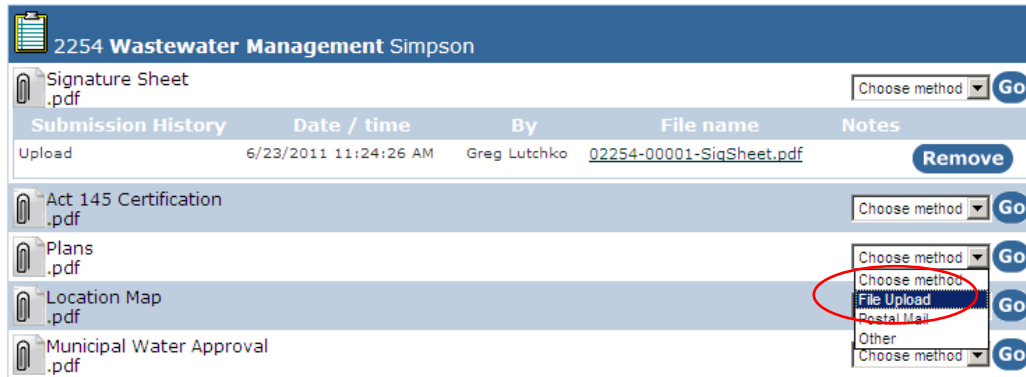 2254 Wastewater Management Simpson
Signature Sheet
.pdf
Choose method Go
Submission History Date / time By File name Notes
Upload 6/23/2011 11:24:26 AM Greg Lutchko 02254-00001-SigSheet.pdf Remove
Act 145 Certification
.pdf
Choose method Go
Plans
.pdf
Choose method Go
Choose method
File Upload
Postal Mail
Other
Location Map
.pdf
Go
Municipal Water Approval
.pdf
Choose method Go